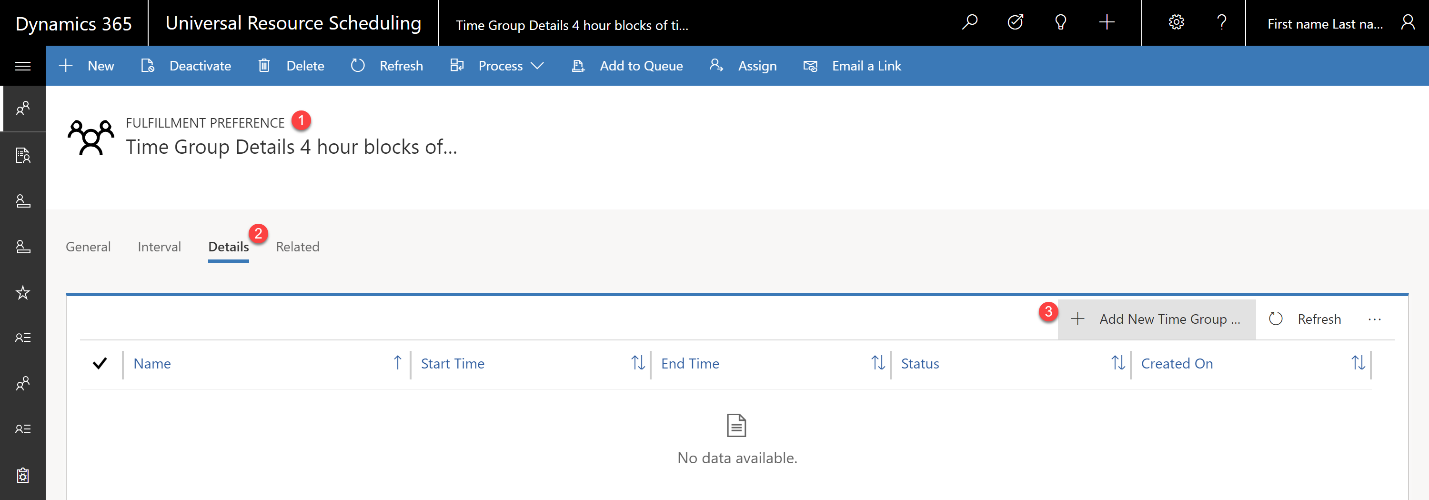 Dynamics 365 Universal Resource Scheduling Time Group Details 4 hour blocks of ti... ? First name Last na...
New Deactivate Delete Refresh Process Add to Queue Assign Email a Link
FULFILLMENT PREFERENCE 1
Time Group Details 4 hour blocks of...
General Interval Details 2 Related
3 Add New Time Group ... Refresh ...
Name Start Time End Time Status Created On
No data available.